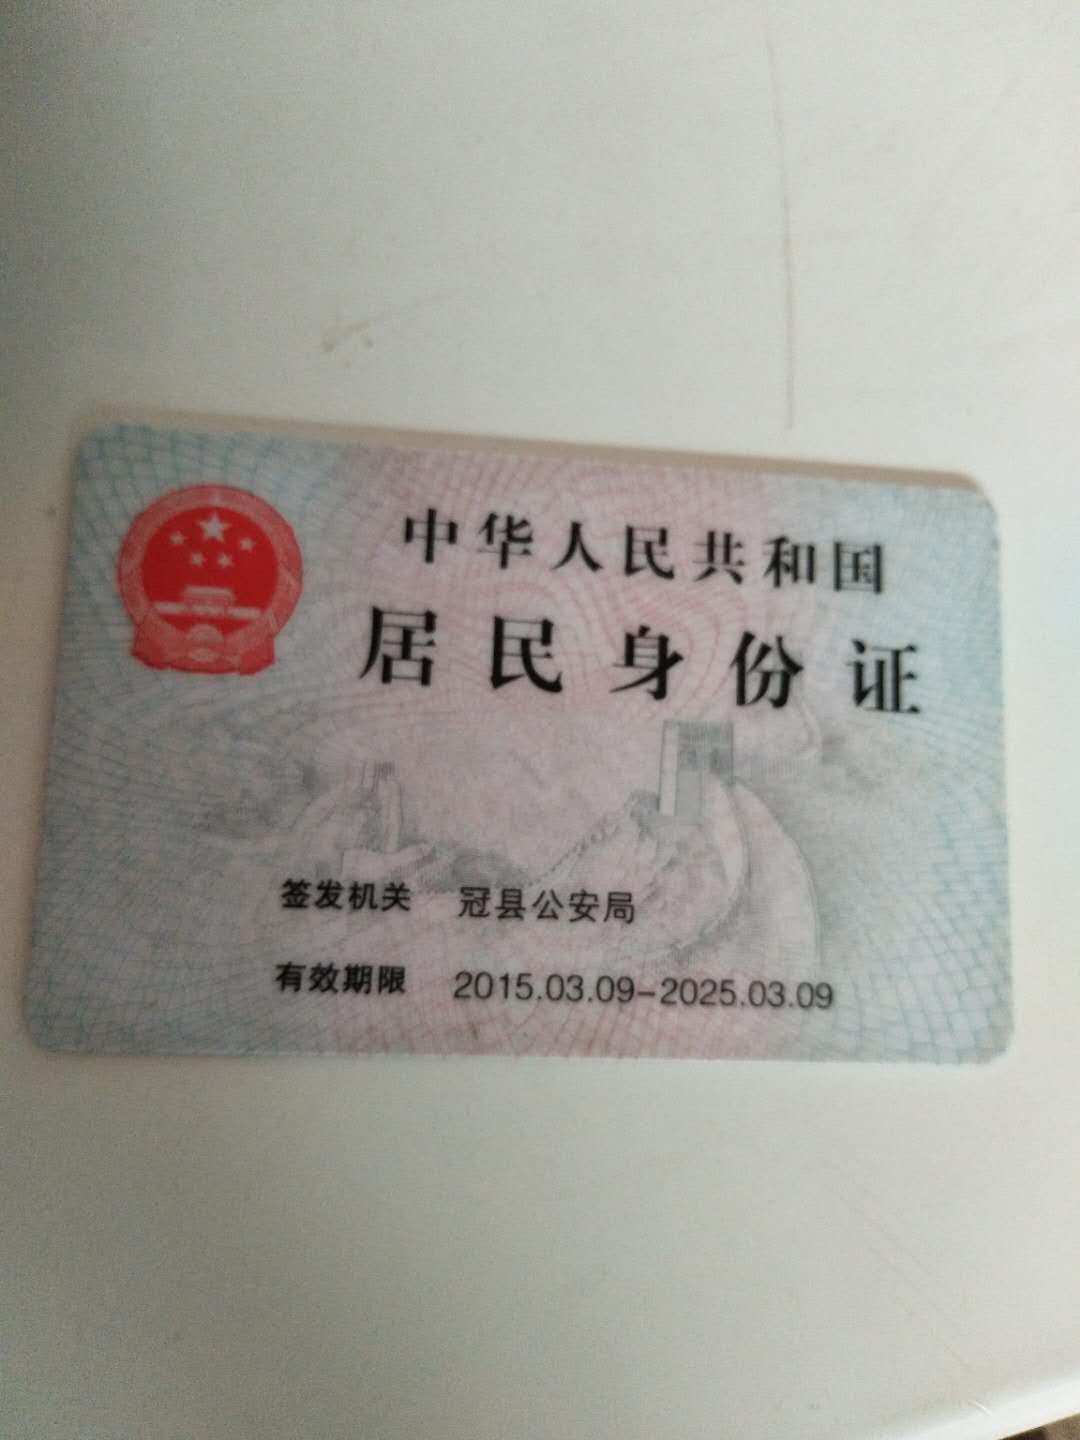 中华人民共和国
居民身份证
签发机关 冠县公安局
有效期限 2015.03.09-2025.03.09